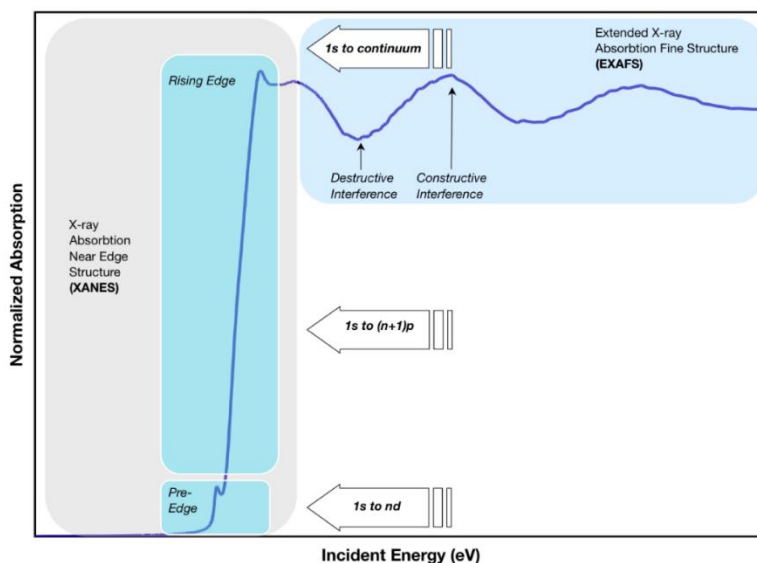 1s to continuum
Extended X-ray
Absorbtion Fine Structure
(EXAFS)
Rising Edge
Destructive
Interference
Constructive
Interference
X-ray
Absorbtion
Near Edge
Structure
(XANES)
1s to (n+1)p
Pre-
Edge
1s to nd
Normalized Absorption
Incident Energy (eV)